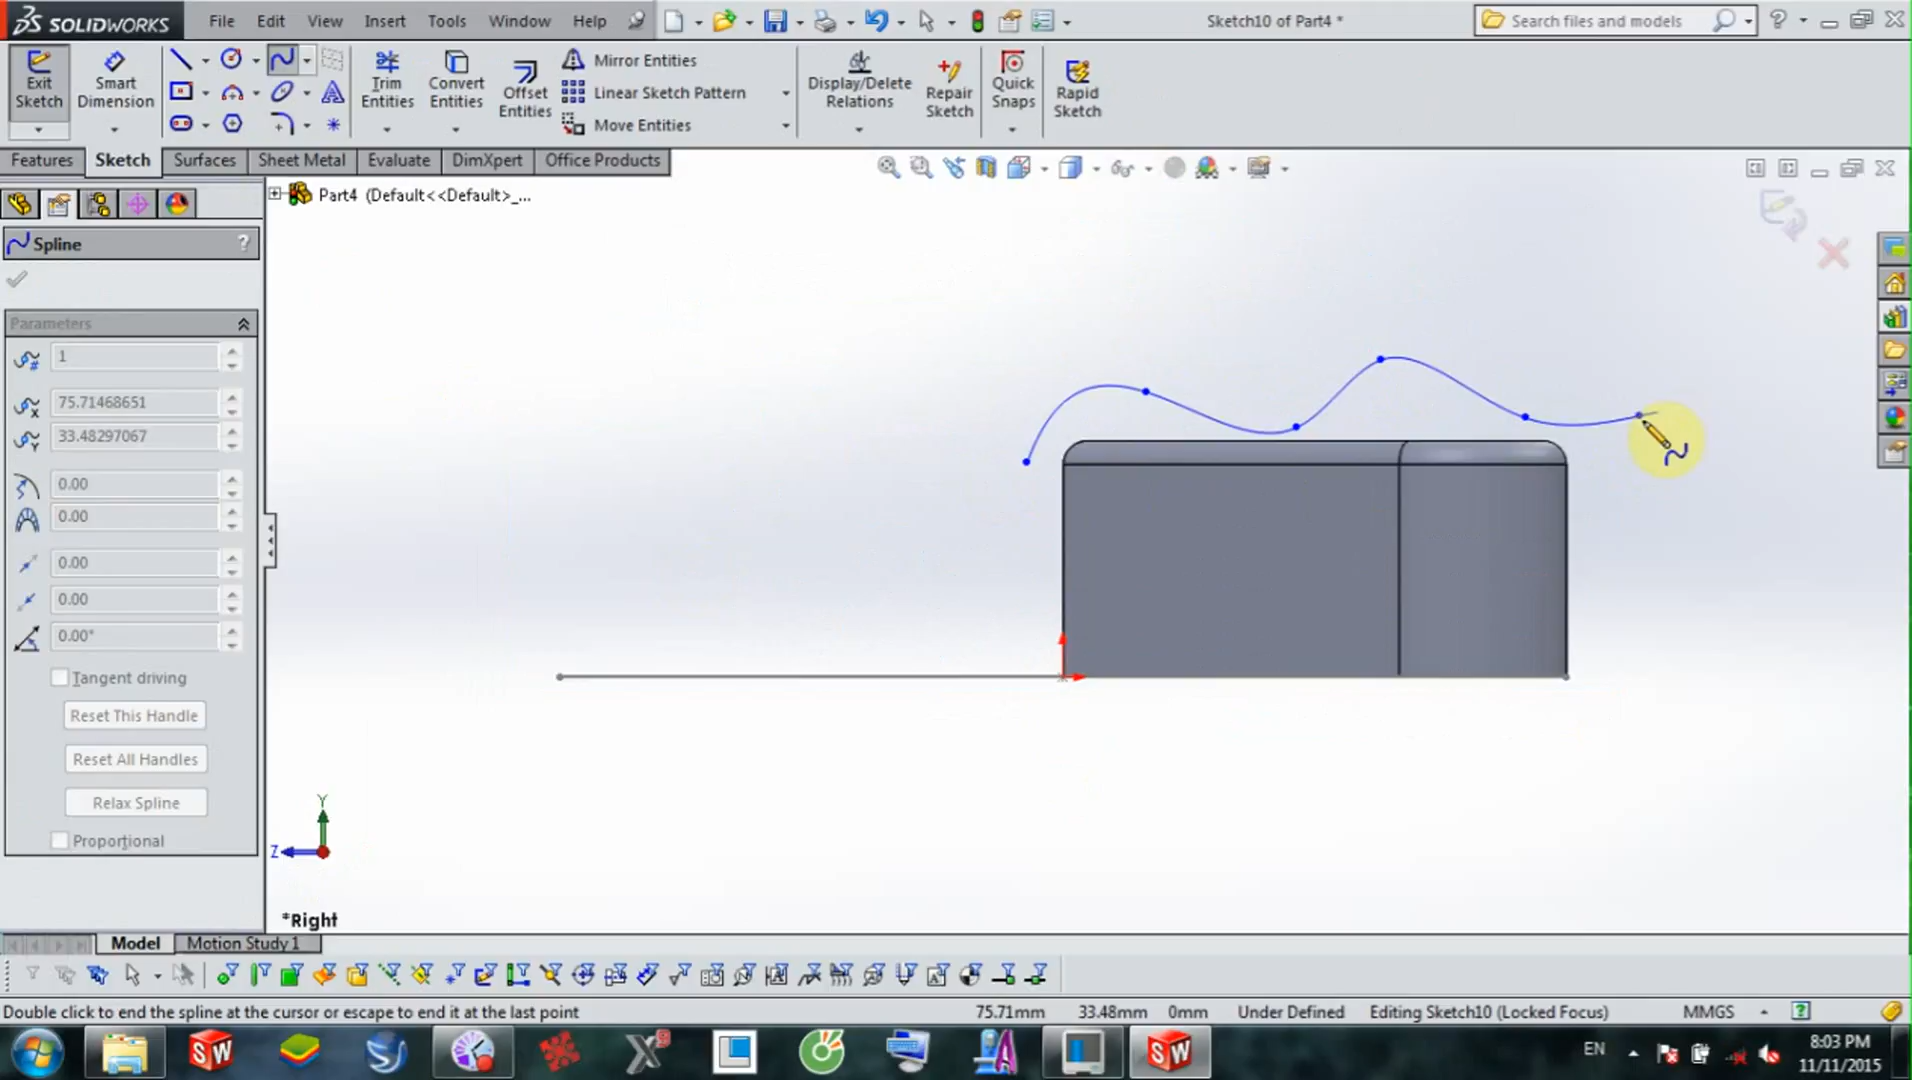 SOLIDWORKS File Edit View Insert Tools Window Help Sketch10 of Part4 * Search files and models
Exit Sketch
Smart Dimension
Trim Entities
Convert Entities
Offset Entities
Mirror Entities
Linear Sketch Pattern
Move Entities
Display/Delete Relations
Repair Sketch
Quick Snaps
Rapid Sketch
Features Sketch Surfaces Sheet Metal Evaluate DimXpert Office Products
Part4 (Default<<Default>_...
Spline ?
Parameters
1
75.71468651
33.48297067
0.00
0.00
0.00
0.00
0.00°
Tangent driving
Reset This Handle
Reset All Handles
Relax Spline
Proportional
Y
Z
*Right
Model Motion Study 1
Double click to end the spline at the cursor or escape to end it at the last point 75.71mm 33.48mm 0mm Under Defined Editing Sketch10 (Locked Focus) MMGS
EN 8:03 PM
11/11/2015